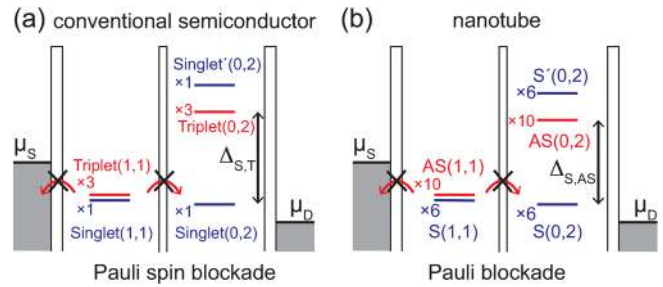 (a) conventional semiconductor
Singlet´(0,2)
×1
×3
Triplet(0,2)
μS
Triplet(1,1)
×3
ΔS,T
×1
×1
μD
Singlet(1,1)
Singlet(0,2)
Pauli spin blockade
(b) nanotube
S´(0,2)
×6
×10
AS(0,2)
μS
AS(1,1)
×10
ΔS,AS
×6
×6
μD
S(1,1)
S(0,2)
Pauli blockade